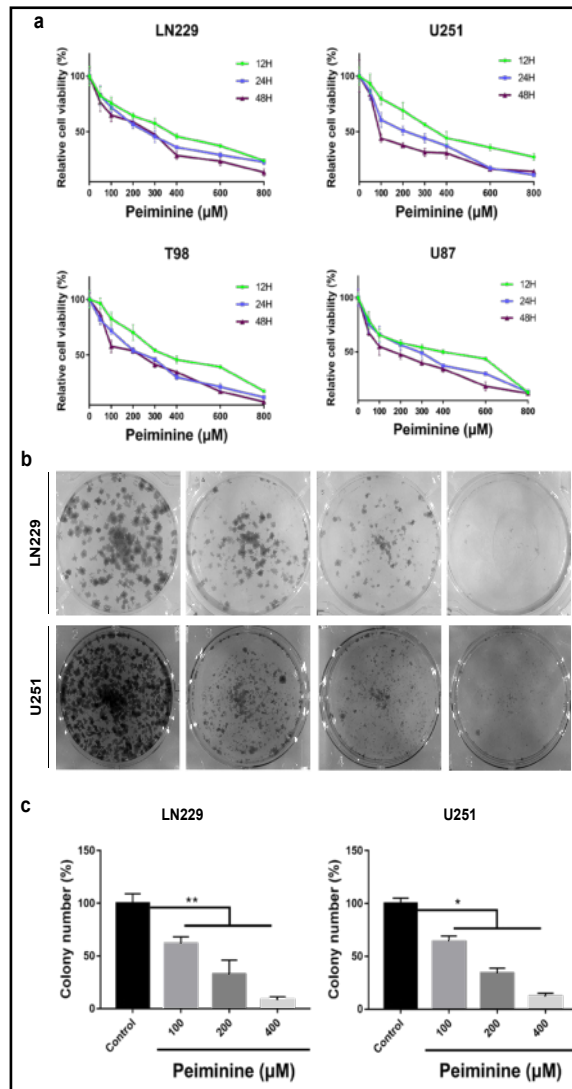 a
LN229
Relative cell viability (%)
100
50
12H
24H
48H
0 100 200 300 400 600 800
Peiminine (µM)
U251
Relative cell viability (%)
100
50
12H
24H
48H
0 100 200 300 400 600 800
Peiminine (µM)
T98
Relative cell viability (%)
100
50
12H
24H
48H
0 100 200 300 400 600 800
Peiminine (µM)
U87
Relative cell viability (%)
100
50
12H
24H
48H
0 100 200 300 400 600 800
Peiminine (µM)
b
LN229
U251
c
LN229
Colony number (%)
150
100
50
0
**
Control 100 200 400
Peiminine (µM)
U251
Colony number (%)
150
100
50
0
*
Control 100 200 400
Peiminine (µM)